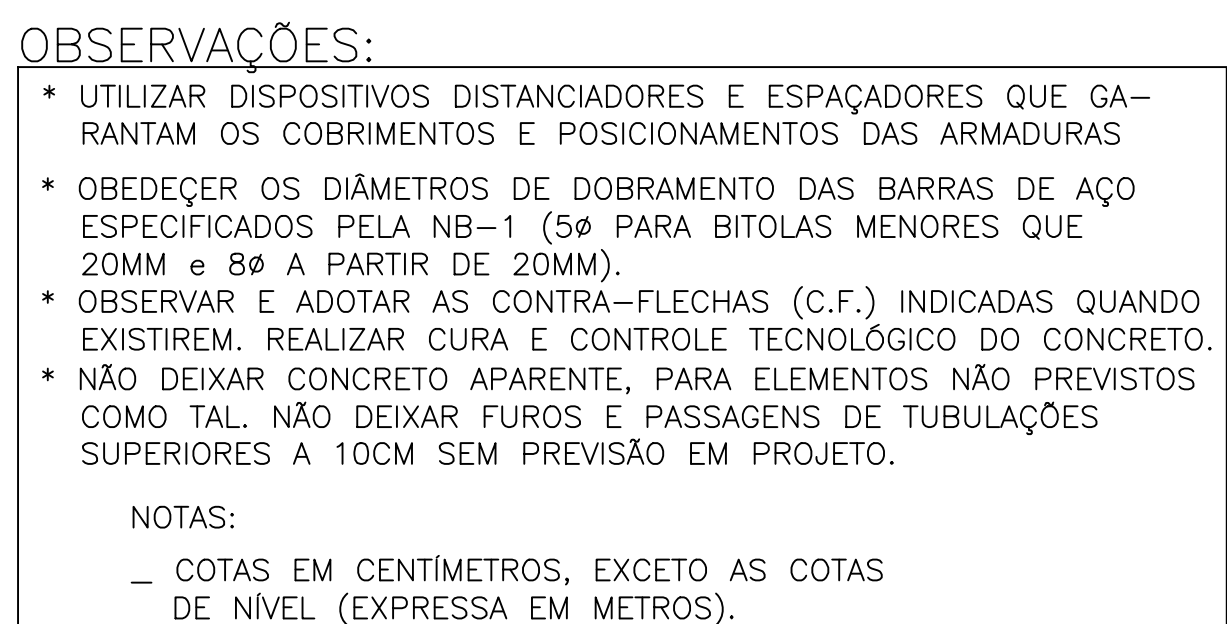 OBSERVAÇÕES:
* UTILIZAR DISPOSITIVOS DISTANCIADORES E ESPAÇADORES QUE GA-
RANTAM OS COBRIMENTOS E POSICIONAMENTOS DAS ARMADURAS
* OBEDEÇER OS DIÂMETROS DE DOBRAMENTO DAS BARRAS DE AÇO
ESPECIFICADOS PELA NB-1 (5ø PARA BITOLAS MENORES QUE
20MM e 8ø A PARTIR DE 20MM).
* OBSERVAR E ADOTAR AS CONTRA-FLECHAS (C.F.) INDICADAS QUANDO
EXISTIREM. REALIZAR CURA E CONTROLE TECNOLÓGICO DO CONCRETO.
* NÃO DEIXAR CONCRETO APARENTE, PARA ELEMENTOS NÃO PREVISTOS
COMO TAL. NÃO DEIXAR FUROS E PASSAGENS DE TUBULAÇÕES
SUPERIORES A 10CM SEM PREVISÃO EM PROJETO.
NOTAS:
_ COTAS EM CENTÍMETROS, EXCETO AS COTAS
DE NÍVEL (EXPRESSA EM METROS).